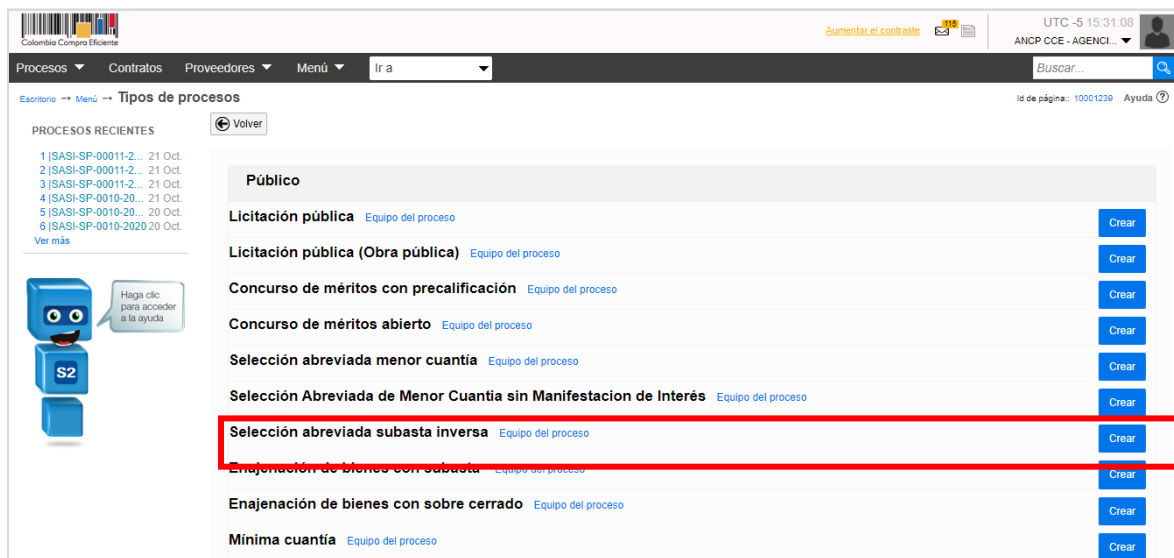 Colombia Compra Eficiente
Aumentar el contraste
115
UTC -5 15:31:08
ANCP CCE - AGENCI...
Procesos
Contratos
Proveedores
Menú
Ir a
Buscar...
Escritorio → Menú → Tipos de procesos
Id de página:: 10001239 Ayuda
PROCESOS RECIENTES
Volver
1 |SASI-SP-00011-2... 21 Oct.
2 |SASI-SP-00011-2... 21 Oct.
3 |SASI-SP-00011-2... 21 Oct.
4 |SASI-SP-0010-20... 21 Oct.
5 |SASI-SP-0010-20... 20 Oct.
6 |SASI-SP-0010-2020 20 Oct.
Ver más
Haga clic
para acceder
a la ayuda
S2
Público
Licitación pública Equipo del proceso Crear
Licitación pública (Obra pública) Equipo del proceso Crear
Concurso de méritos con precalificación Equipo del proceso Crear
Concurso de méritos abierto Equipo del proceso Crear
Selección abreviada menor cuantía Equipo del proceso Crear
Selección Abreviada de Menor Cuantia sin Manifestacion de Interés Equipo del proceso Crear
Selección abreviada subasta inversa Equipo del proceso Crear
Enajenación de bienes con subasta Equipo del proceso Crear
Enajenación de bienes con sobre cerrado Equipo del proceso Crear
Mínima cuantía Equipo del proceso Crear